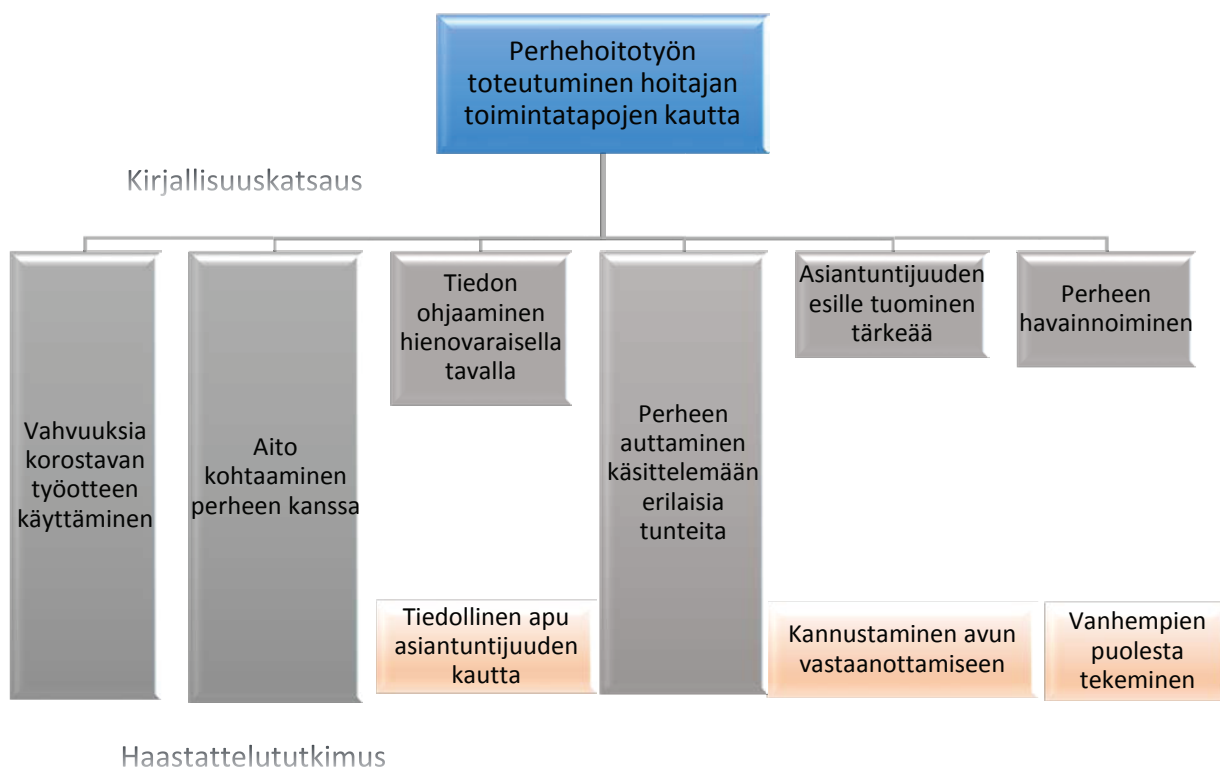 Perhehoitotyön
toteutuminen hoitajan
toimintatapojen kautta
Kirjallisuuskatsaus
Vahvuuksia
korostavan
työotteen
käyttäminen
Aito
kohtaaminen
perheen kanssa
Tiedon
ohjaaminen
hienovaraisella
tavalla
Perheen
auttaminen
käsittelemään
erilaisia
tunteita
Asiantuntijuuden
esille tuominen
tärkeää
Perheen
havainnoiminen
Tiedollinen apu
asiantuntijuuden
kautta
Kannustaminen avun
vastaanottamiseen
Vanhempien
puolesta
tekeminen
Haastattelututkimus